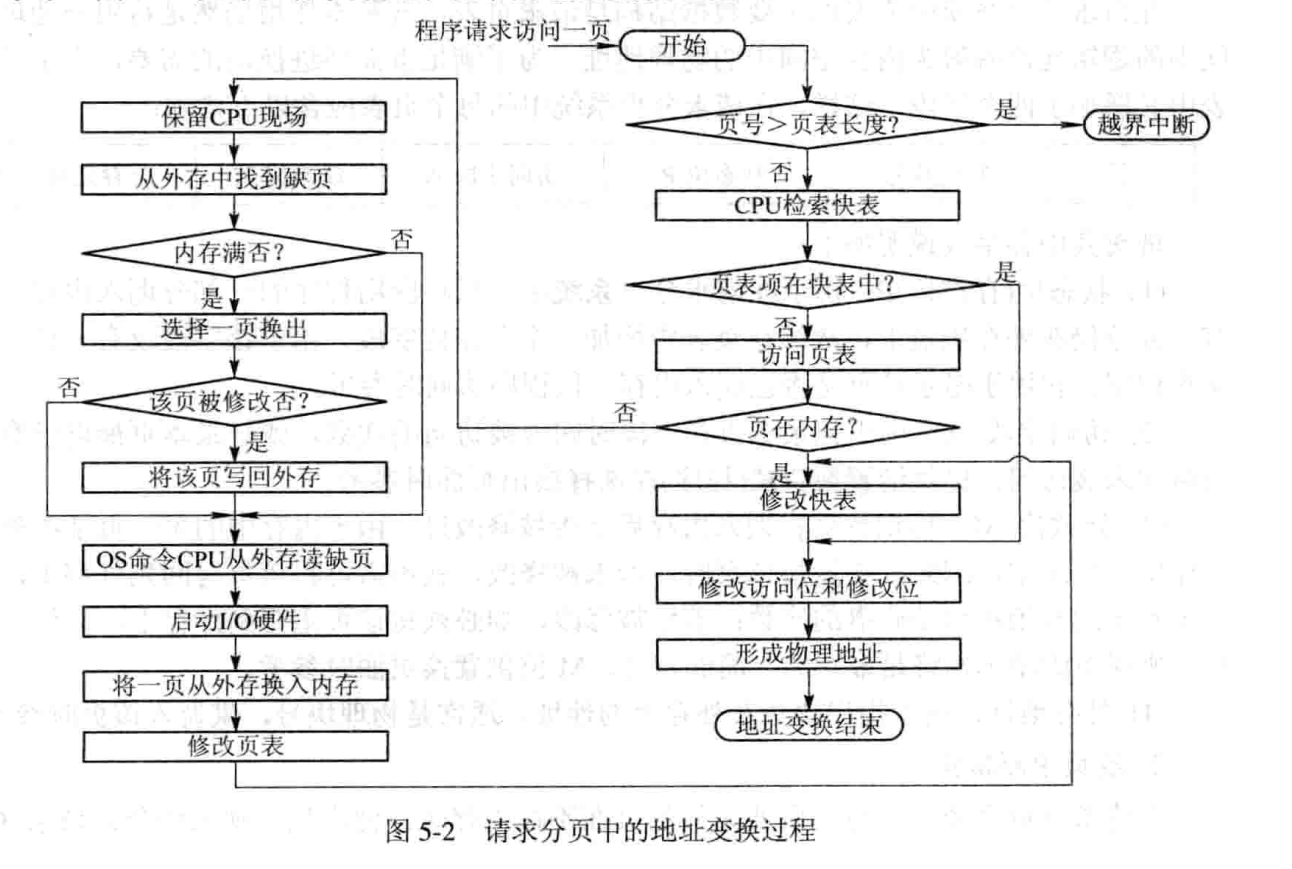 程序请求访问一页
开始
页号＞页表长度?
是
越界中断
否
CPU检索快表
页表项在快表中?
是
否
访问页表
页在内存?
否
是
修改快表
修改访问位和修改位
形成物理地址
地址变换结束
保留CPU现场
从外存中找到缺页
内存满否?
否
是
选择一页换出
该页被修改否?
否
是
将该页写回外存
OS命令CPU从外存读缺页
启动I/O硬件
将一页从外存换入内存
修改页表
图 5-2 请求分页中的地址变换过程